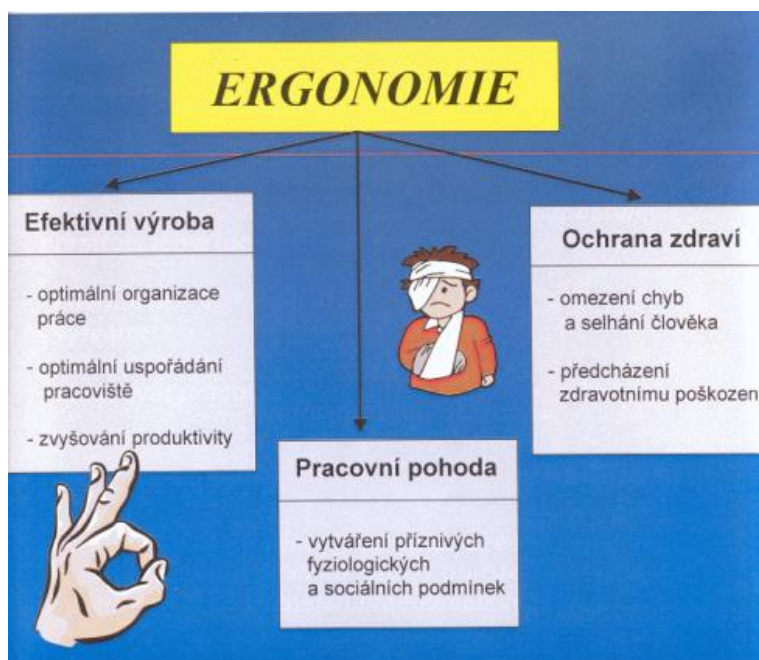 ERGONOMIE
Efektivní výroba
- optimální organizace
práce
- optimální uspořádání
pracoviště
- zvyšování produktivity
Pracovní pohoda
- vytváření příznivých
fyziologických
a sociálních podmínek
Ochrana zdraví
- omezení chyb
a selhání člověka
- předcházení
zdravotnímu poškozen